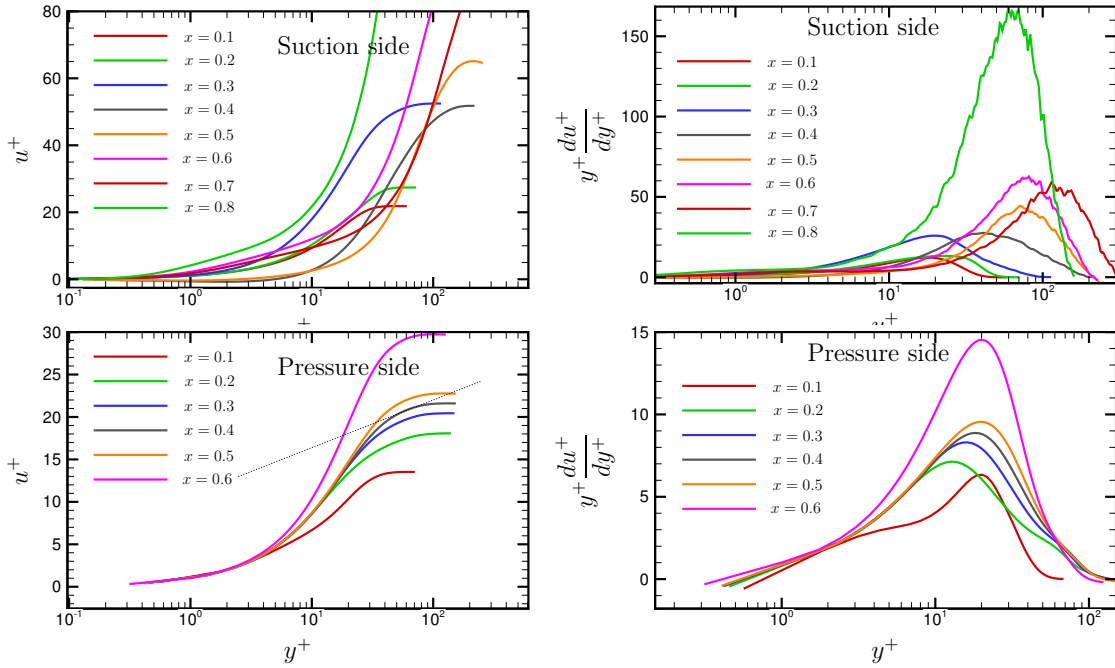 80
60
40
20
0
u⁺
Suction side
x = 0.1
x = 0.2
x = 0.3
x = 0.4
x = 0.5
x = 0.6
x = 0.7
x = 0.8
10⁻¹ 10⁰ 10¹ 10²
150
100
50
0
y⁺ du⁺/dy⁺
Suction side
x = 0.1
x = 0.2
x = 0.3
x = 0.4
x = 0.5
x = 0.6
x = 0.7
x = 0.8
10⁰ 10¹ 10²
30
25
20
15
10
5
0
u⁺
Pressure side
x = 0.1
x = 0.2
x = 0.3
x = 0.4
x = 0.5
x = 0.6
10⁻¹ 10⁰ 10¹ 10²
y⁺
15
10
5
0
y⁺ du⁺/dy⁺
Pressure side
x = 0.1
x = 0.2
x = 0.3
x = 0.4
x = 0.5
x = 0.6
10⁰ 10¹ 10²
y⁺